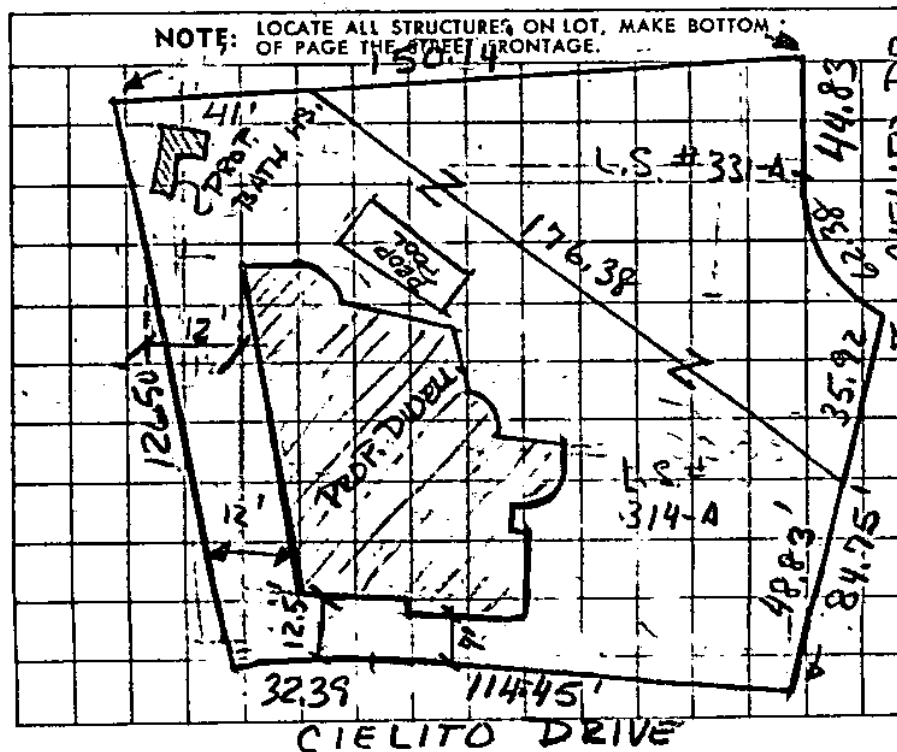 NOTE: LOCATE ALL STRUCTURES ON LOT, MAKE BOTTOM
OF PAGE THE STREET FRONTAGE.
150.14
41'
PROP.
BATH HS.
L.S. # 331-A
44.83
62.38
PROP
POOL
176.38
12'
126.50
35.92
PROP. DWELL.
L.S. #
314-A
12'
48.83'
84.75'
12.5'
9'
32.39
114.45'
CIELITO DRIVE